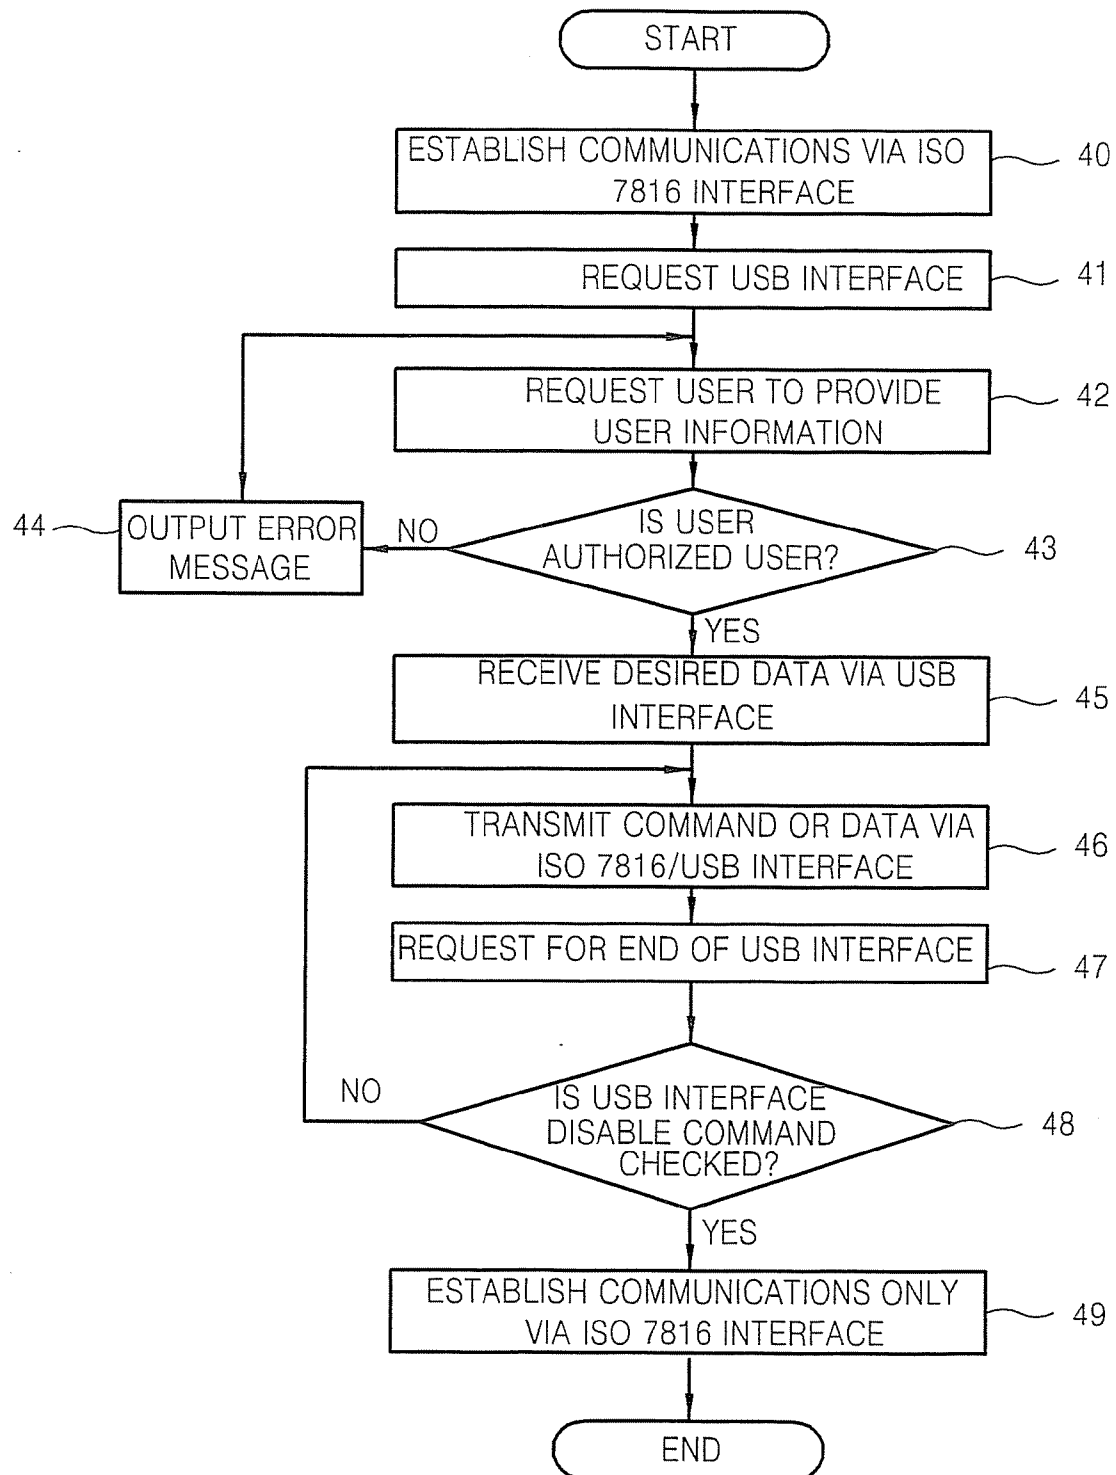 START
ESTABLISH COMMUNICATIONS VIA ISO
7816 INTERFACE
40
REQUEST USB INTERFACE
41
REQUEST USER TO PROVIDE
USER INFORMATION
42
44
OUTPUT ERROR
MESSAGE
NO
IS USER
AUTHORIZED USER?
43
YES
RECEIVE DESIRED DATA VIA USB
INTERFACE
45
TRANSMIT COMMAND OR DATA VIA
ISO 7816/USB INTERFACE
46
REQUEST FOR END OF USB INTERFACE
47
NO
IS USB INTERFACE
DISABLE COMMAND
CHECKED?
48
YES
ESTABLISH COMMUNICATIONS ONLY
VIA ISO 7816 INTERFACE
49
END